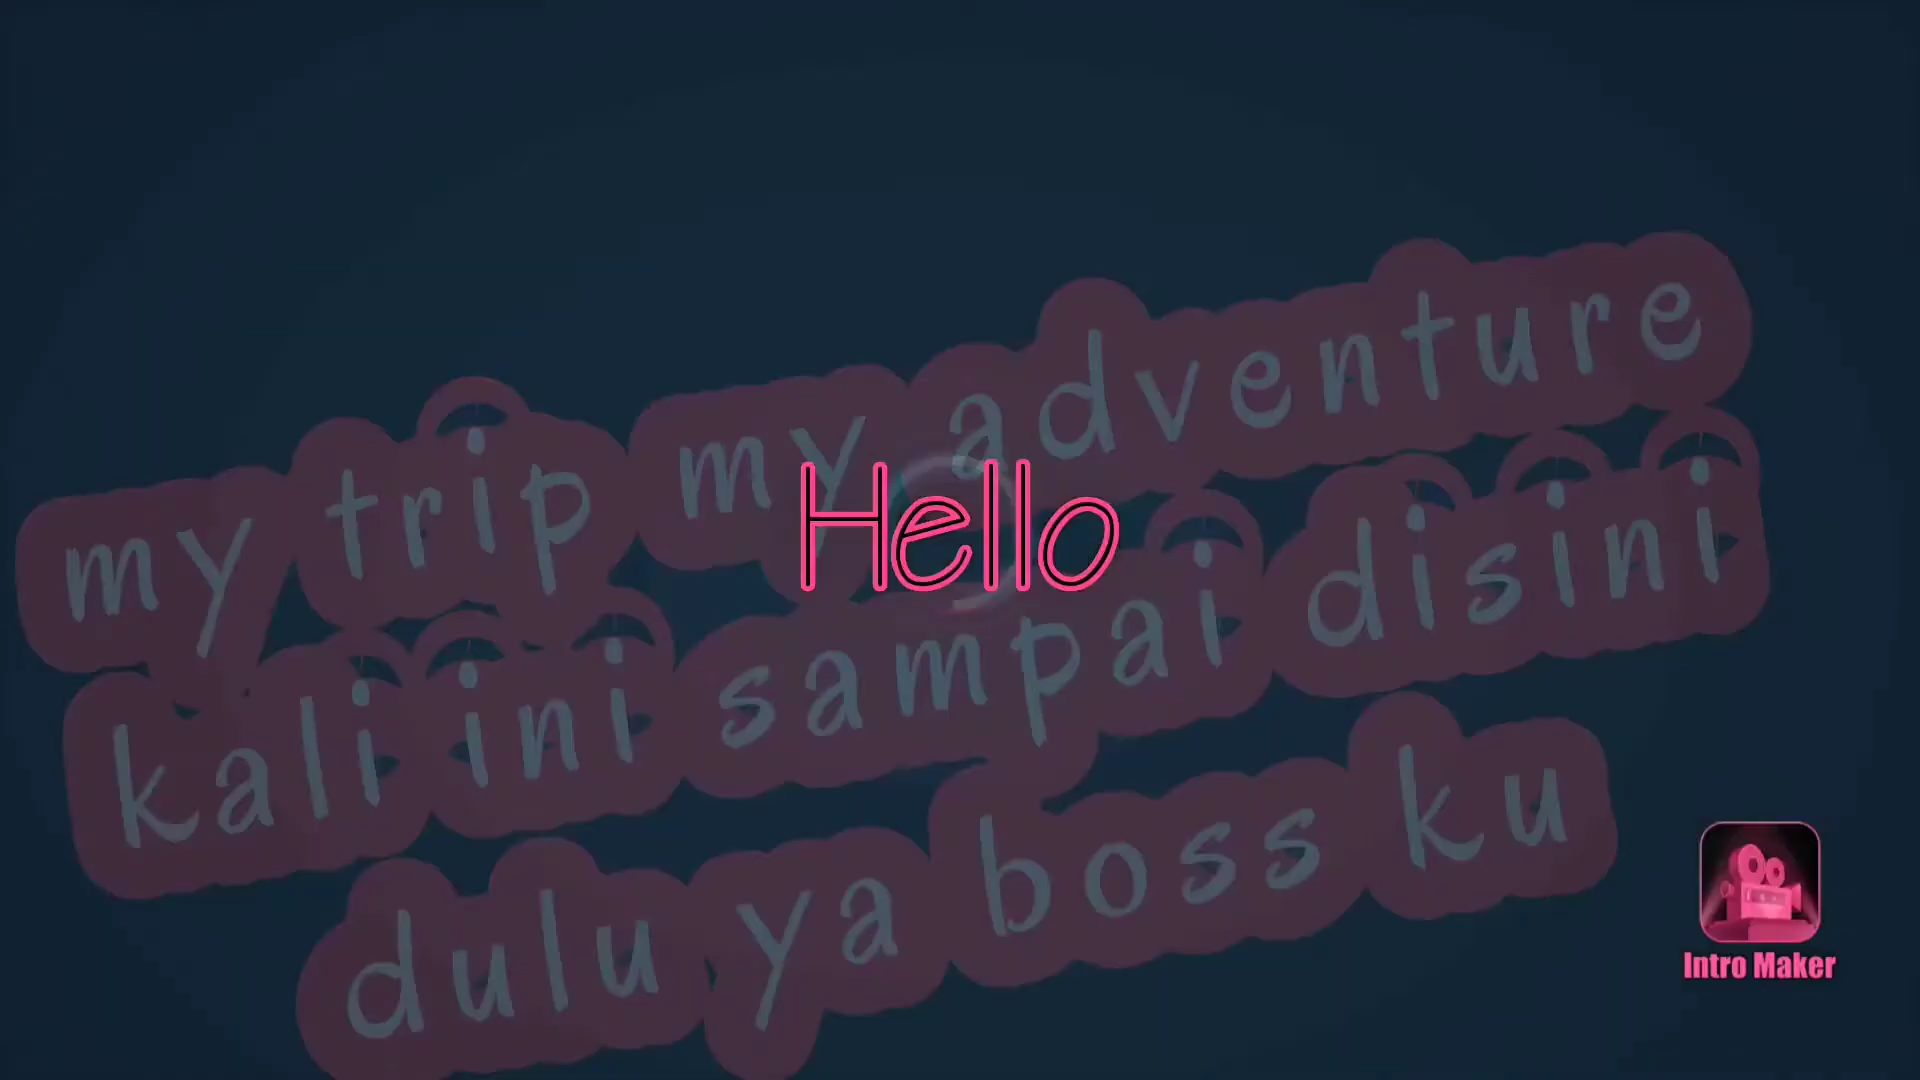 my trip my adventure
Hello
kali ini sampai disini
dulu ya boss ku
Intro Maker